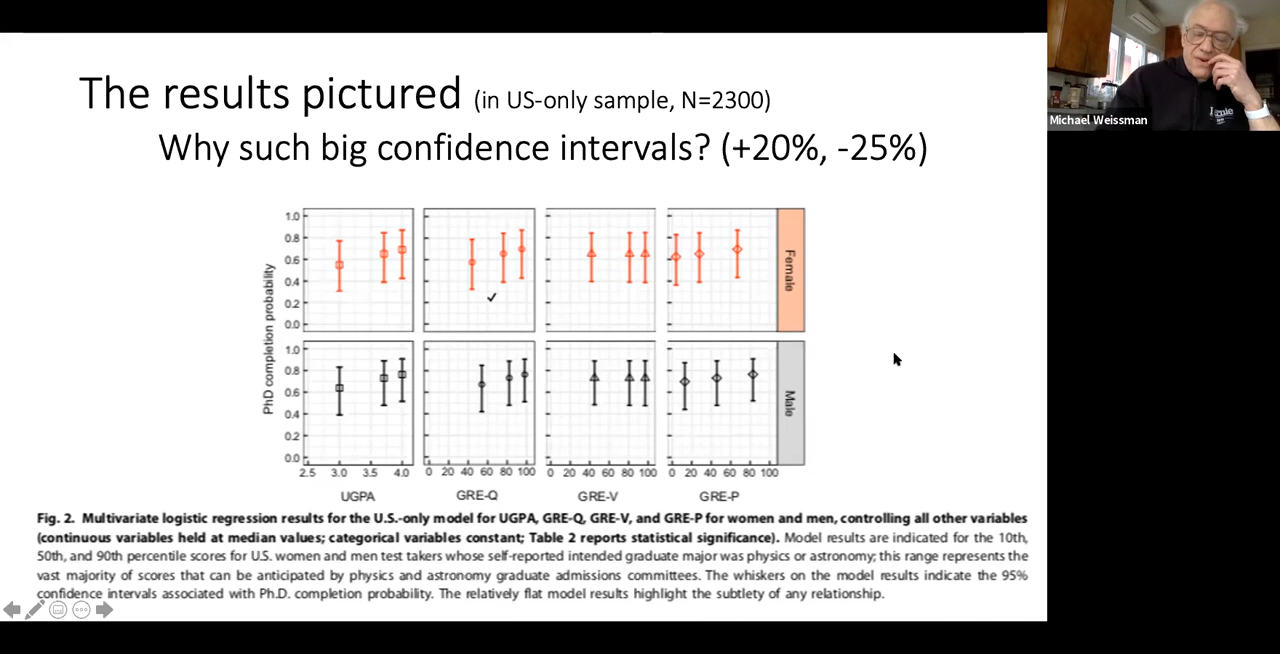 The results pictured (in US-only sample, N=2300)
Why such big confidence intervals? (+20%, -25%)
Michael Weissman
1.0
0.8
0.6
0.4
0.2
0.0
PhD completion probability
Female
1.0
0.8
0.6
0.4
0.2
0.0
PhD completion probability
Male
2.5 3.0 3.5 4.0 0 20 40 60 80 100 0 20 40 60 80 100 0 20 40 60 80 100
UGPA GRE-Q GRE-V GRE-P
Fig. 2. Multivariate logistic regression results for the U.S.-only model for UGPA, GRE-Q, GRE-V, and GRE-P for women and men, controlling all other variables
(continuous variables held at median values; categorical variables constant; Table 2 reports statistical significance). Model results are indicated for the 10th,
50th, and 90th percentile scores for U.S. women and men test takers whose self-reported intended graduate major was physics or astronomy; this range represents the
vast majority of scores that can be anticipated by physics and astronomy graduate admissions committees. The whiskers on the model results indicate the 95%
confidence intervals associated with Ph.D. completion probability. The relatively flat model results highlight the subtlety of any relationship.